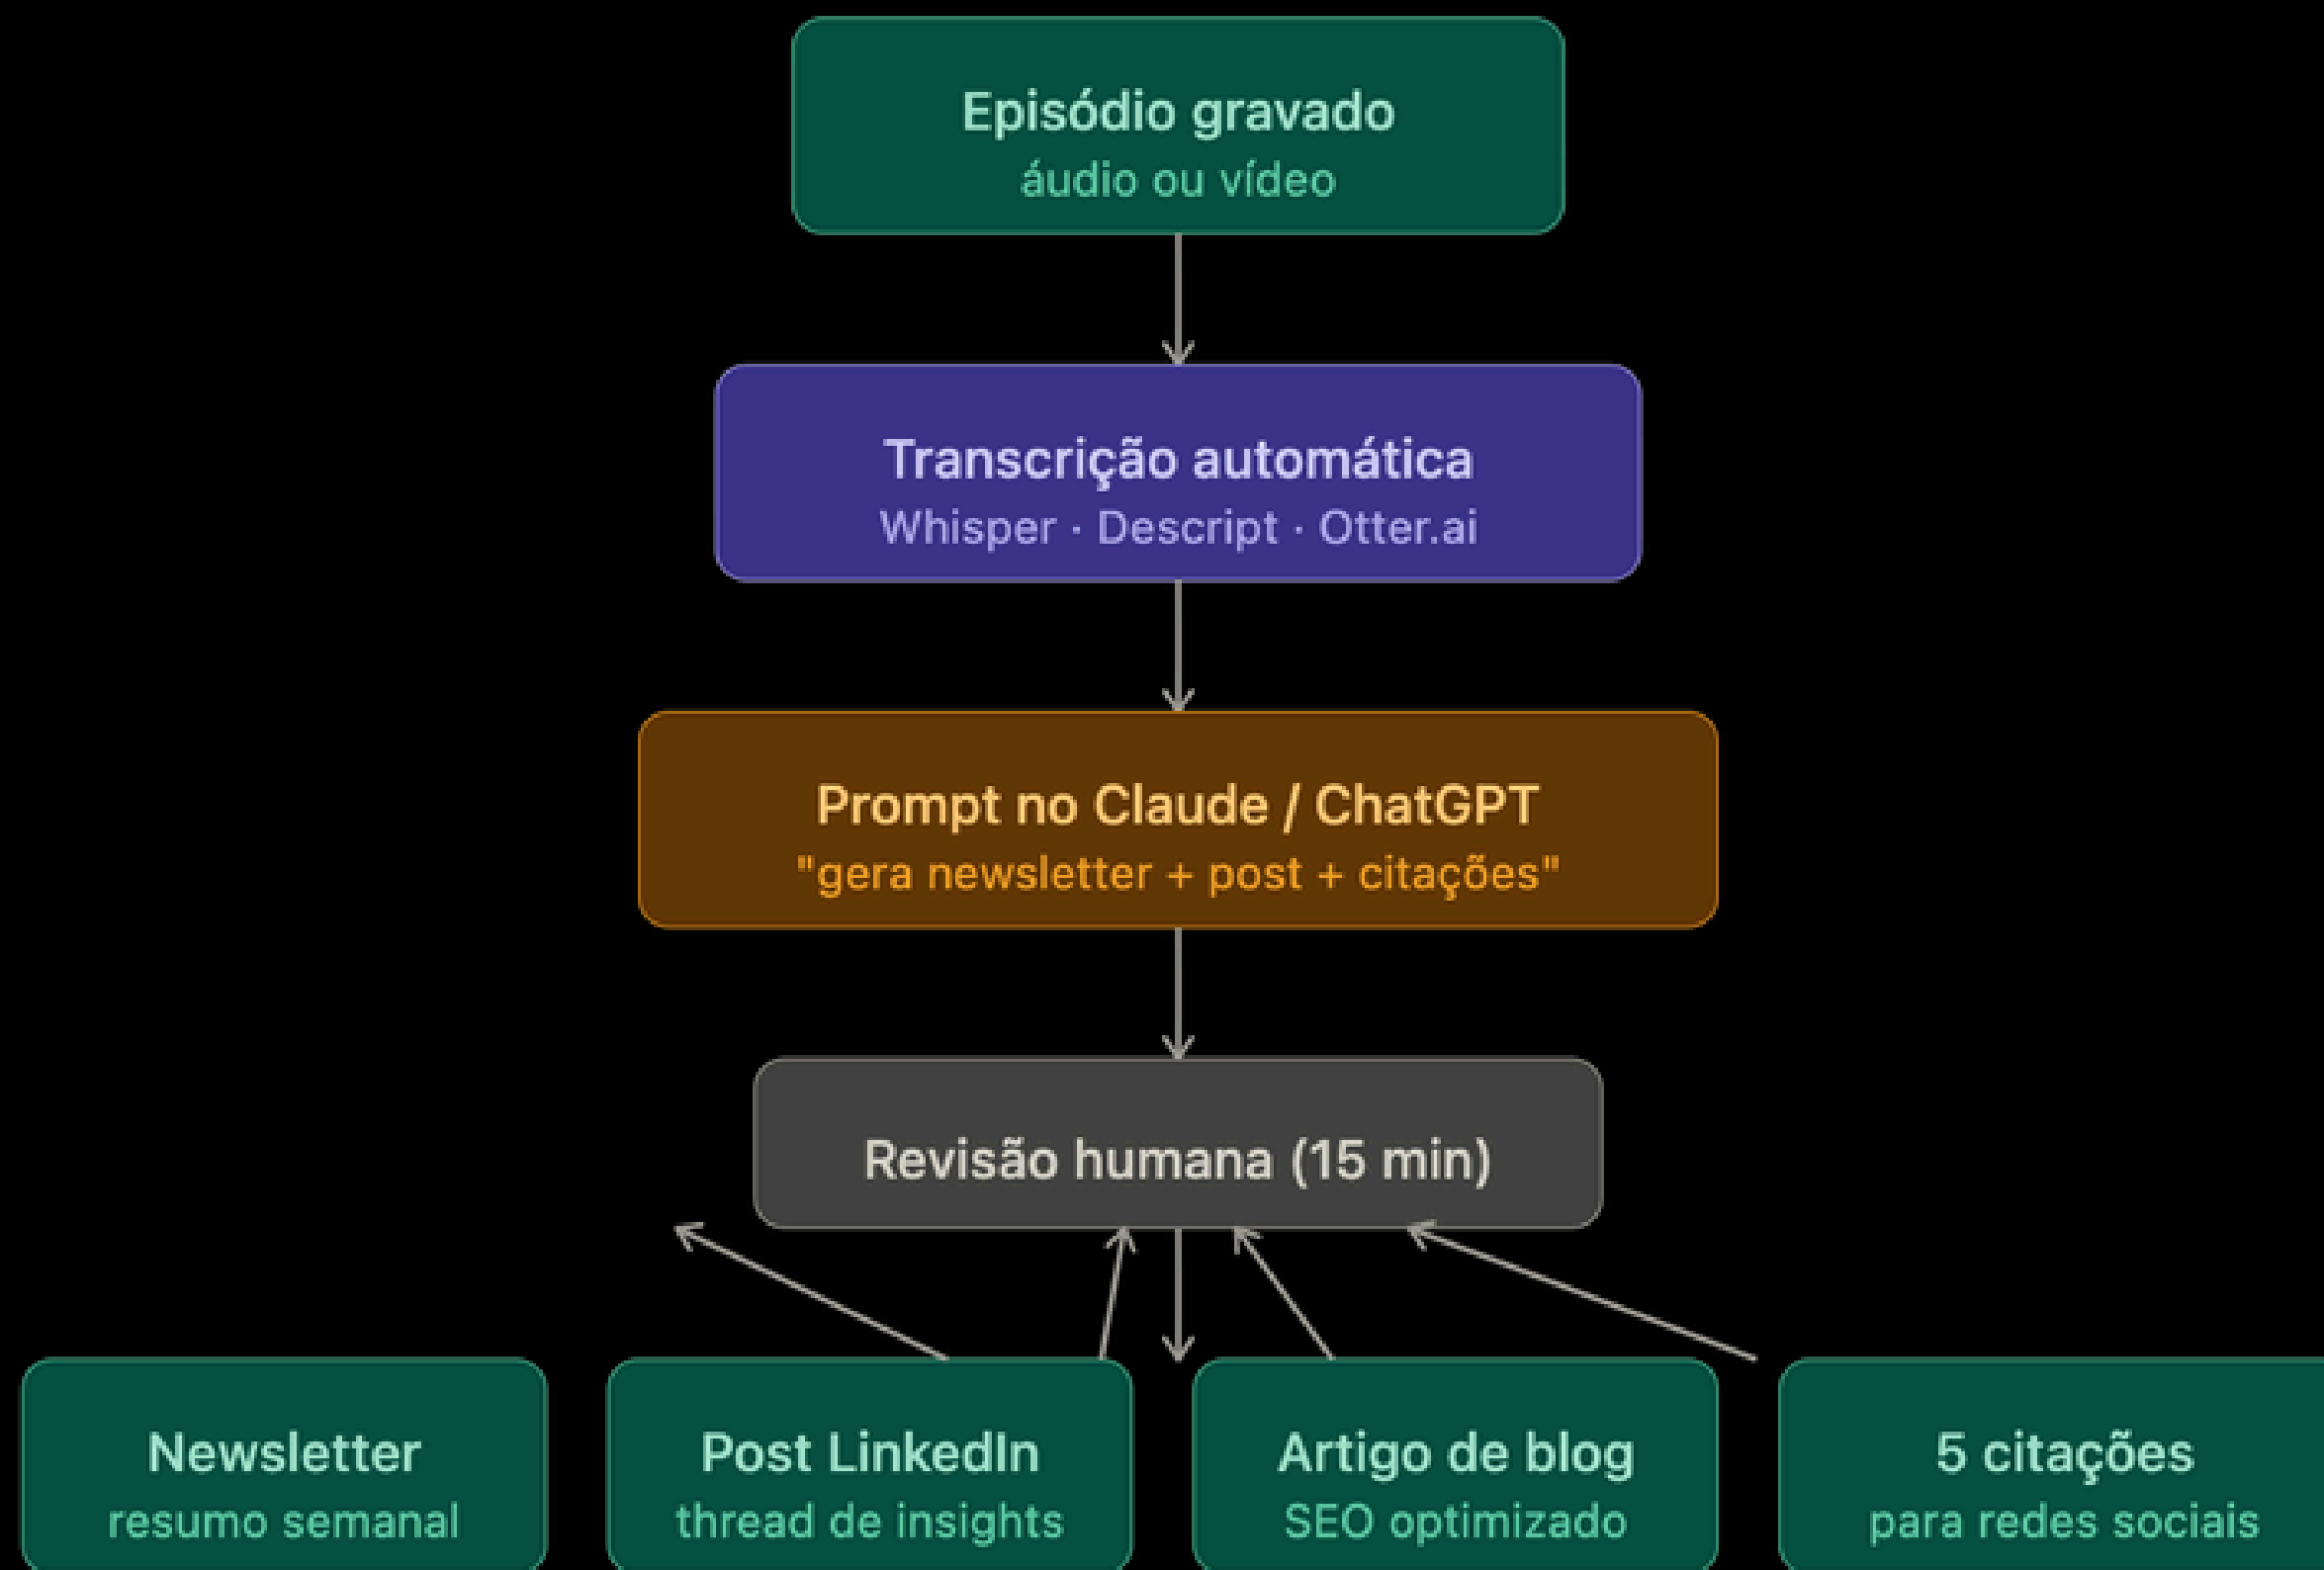 Episódio gravado
áudio ou vídeo
Transcrição automática
Whisper · Descript · Otter.ai
Prompt no Claude / ChatGPT
"gera newsletter + post + citações"
Revisão humana (15 min)
Newsletter
resumo semanal
Post LinkedIn
thread de insights
Artigo de blog
SEO optimizado
5 citações
para redes sociais